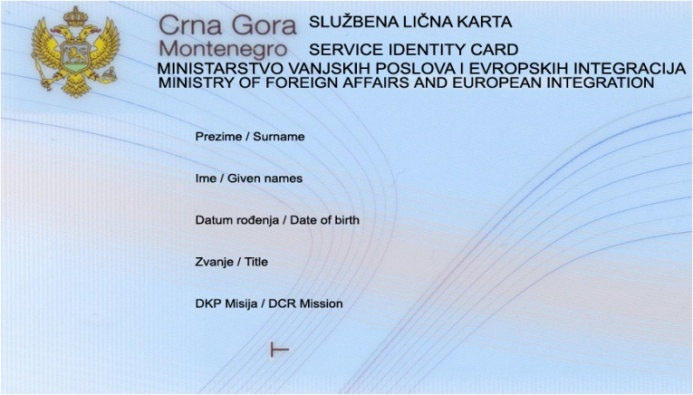 Crna Gora SLUŽBENA LIČNA KARTA
Montenegro SERVICE IDENTITY CARD
MINISTARSTVO VANJSKIH POSLOVA I EVROPSKIH INTEGRACIJA
MINISTRY OF FOREIGN AFFAIRS AND EUROPEAN INTEGRATION
Prezime / Surname
Ime / Given names
Datum rođenja / Date of birth
Zvanje / Title
DKP Misija / DCR Mission